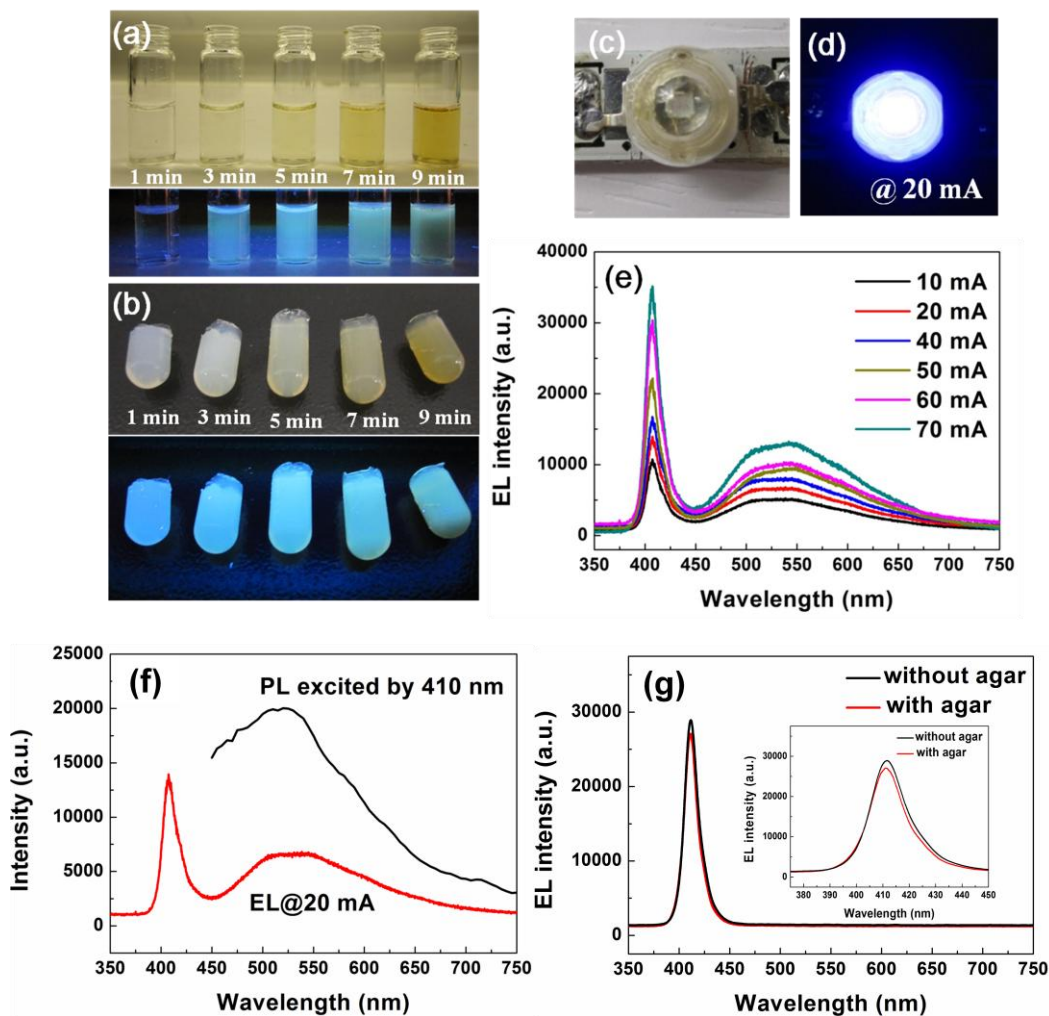 (a)
1 min 3 min 5 min 7 min 9 min
(b)
1 min 3 min 5 min 7 min 9 min
(c)
(d)
@ 20 mA
(e)
40000
30000
20000
10000
0
EL intensity (a.u.)
10 mA
20 mA
40 mA
50 mA
60 mA
70 mA
350 400 450 500 550 600 650 700 750
Wavelength (nm)
(f)
25000
20000
15000
10000
5000
0
Intensity (a.u.)
PL excited by 410 nm
EL@20 mA
350 400 450 500 550 600 650 700 750
Wavelength (nm)
(g)
30000
20000
10000
0
EL intensity (a.u.)
without agar
with agar
without agar
with agar
30000
20000
10000
0
EL intensity (a.u.)
380 390 400 410 420 430 440 450
Wavelength (nm)
350 400 450 500 550 600 650 700 750
Wavelength (nm)